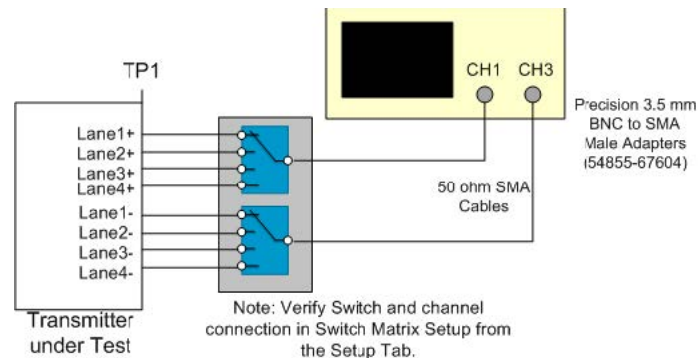 TP1
CH1 CH3
Precision 3.5 mm
BNC to SMA
Male Adapters
(54855-67604)
Lane1+
Lane2+
Lane3+
Lane4+
Lane1-
Lane2-
Lane3-
Lane4-
50 ohm SMA
Cables
Transmitter
under Test
Note: Verify Switch and channel
connection in Switch Matrix Setup from
the Setup Tab.